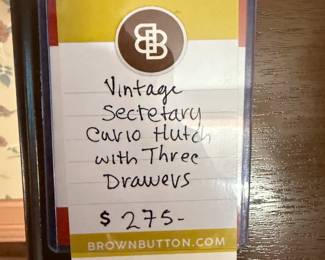 Vintage
Secretary
Curio Hutch
with Three
Drawers
$ 275-
BROWNBUTTON.COM